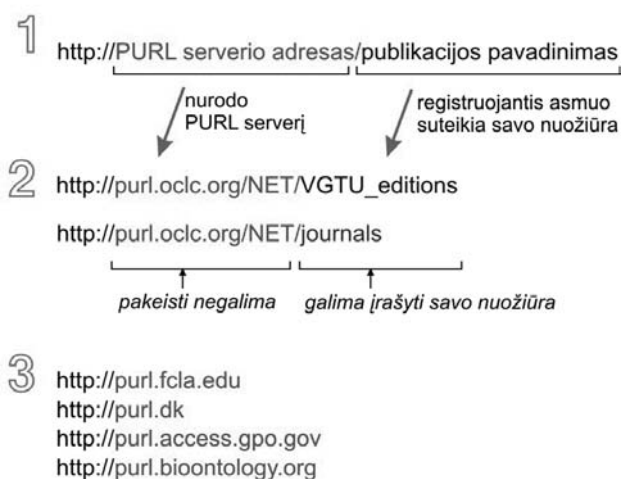 1
http://PURL serverio adresas/publikacijos pavadinimas
nurodo
PURL serverį
registruojantis asmuo
suteikia savo nuožiūra
2
http://purl.oclc.org/NET/VGTU_editions
http://purl.oclc.org/NET/journals
pakeisti negalima
galima įrašyti savo nuožiūra
3
http://purl.fcla.edu
http://purl.dk
http://purl.access.gpo.gov
http://purl.bioontology.org